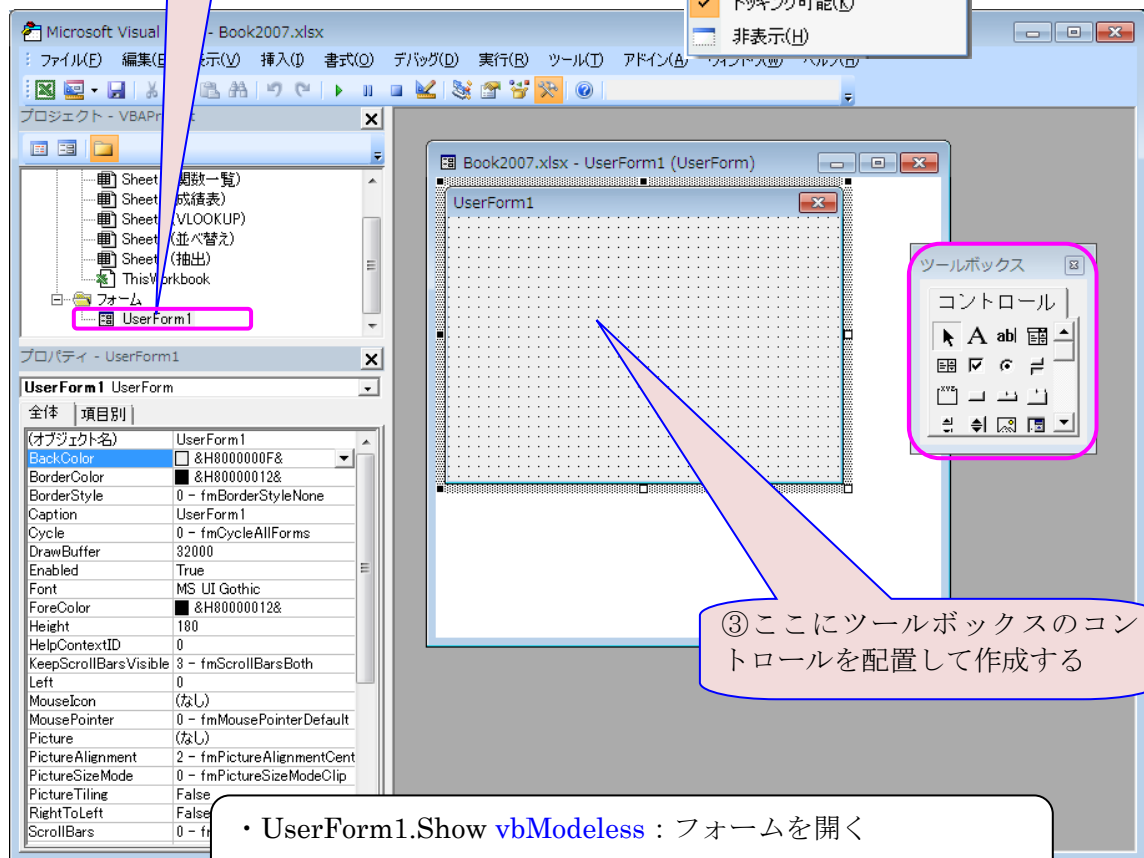 ドッキング可能(K)
非表示(H)
Microsoft Visual - Book2007.xlsx
ファイル(F) 編集(E 表示(V) 挿入(I) 書式(O) デバッグ(D) 実行(R) ツール(T) アドイン(A)
プロジェクト - VBAPr
Sheet 関数一覧)
Sheet 成績表)
Sheet (VLOOKUP)
Sheet (並べ替え)
Sheet (抽出)
ThisWorkbook
フォーム
UserForm1
プロパティ - UserForm1
UserForm1 UserForm
全体 項目別
(オブジェクト名) UserForm1
BackColor &H8000000F&
BorderColor &H80000012&
BorderStyle 0 - fmBorderStyleNone
Caption UserForm1
Cycle 0 - fmCycleAllForms
DrawBuffer 32000
Enabled True
Font MS UI Gothic
ForeColor &H80000012&
Height 180
HelpContextID 0
KeepScrollBarsVisible 3 - fmScrollBarsBoth
Left 0
MouseIcon (なし)
MousePointer 0 - fmMousePointerDefault
Picture (なし)
PictureAlignment 2 - fmPictureAlignmentCent
PictureSizeMode 0 - fmPictureSizeModeClip
PictureTiling False
RightToLeft False
ScrollBars 0 - fr
Book2007.xlsx - UserForm1 (UserForm)
UserForm1
ツールボックス
コントロール
A abl
xyz
③ここにツールボックスのコン
トロールを配置して作成する
・UserForm1.Show vbModeless：フォームを開く